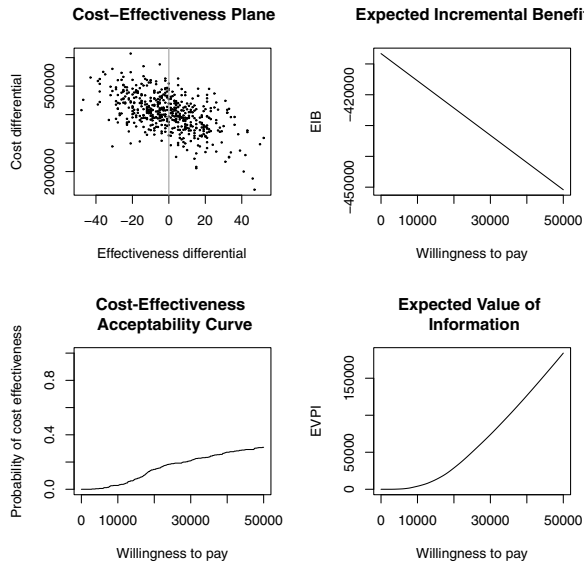 Cost−Effectiveness Plane
Cost differential
500000
200000
−40 −20 0 20 40
Effectiveness differential
Expected Incremental Benefi
EIB
−420000
−450000
0 10000 30000 50000
Willingness to pay
Cost-Effectiveness
Acceptability Curve
Probability of cost effectiveness
0.8
0.4
0.0
0 10000 30000 50000
Willingness to pay
Expected Value of
Information
EVPI
150000
50000
0
0 10000 30000 50000
Willingness to pay